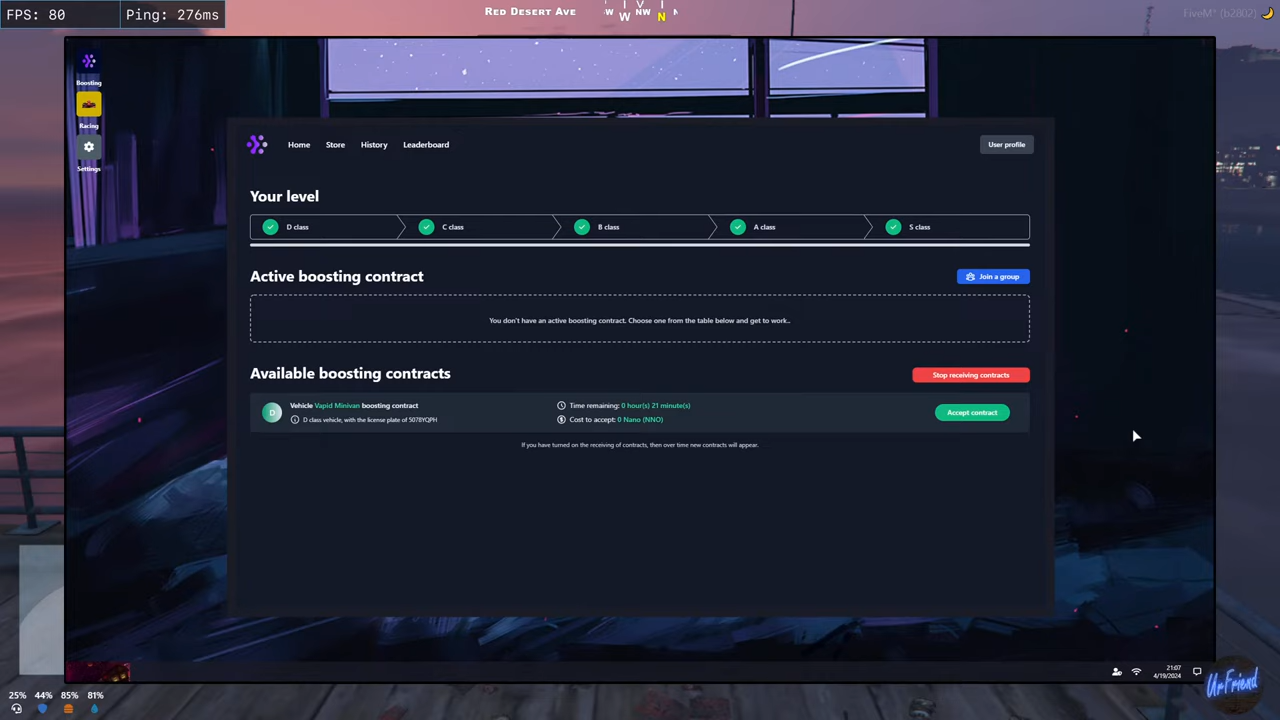 FPS: 80
Ping: 276ms
Red Desert Ave
W NW N
W N
FiveM* (b2802)
Boosting
Racing
Settings
Home
Store
History
Leaderboard
User profile
Your level
D class
C class
B class
A class
S class
Active boosting contract
Join a group
You don't have an active boosting contract. Choose one from the table below and get to work..
Available boosting contracts
Stop receiving contracts
D
Vehicle Vapid Minivan boosting contract
D class vehicle, with the license plate of 5078YQPH
Time remaining: 0 hour(s) 21 minute(s)
Cost to accept: 0 Nano (NNO)
Accept contract
If you have turned on the receiving of contracts, then over time new contracts will appear.
21:07
4/19/2024
UrFriend
25% 44% 85% 81%